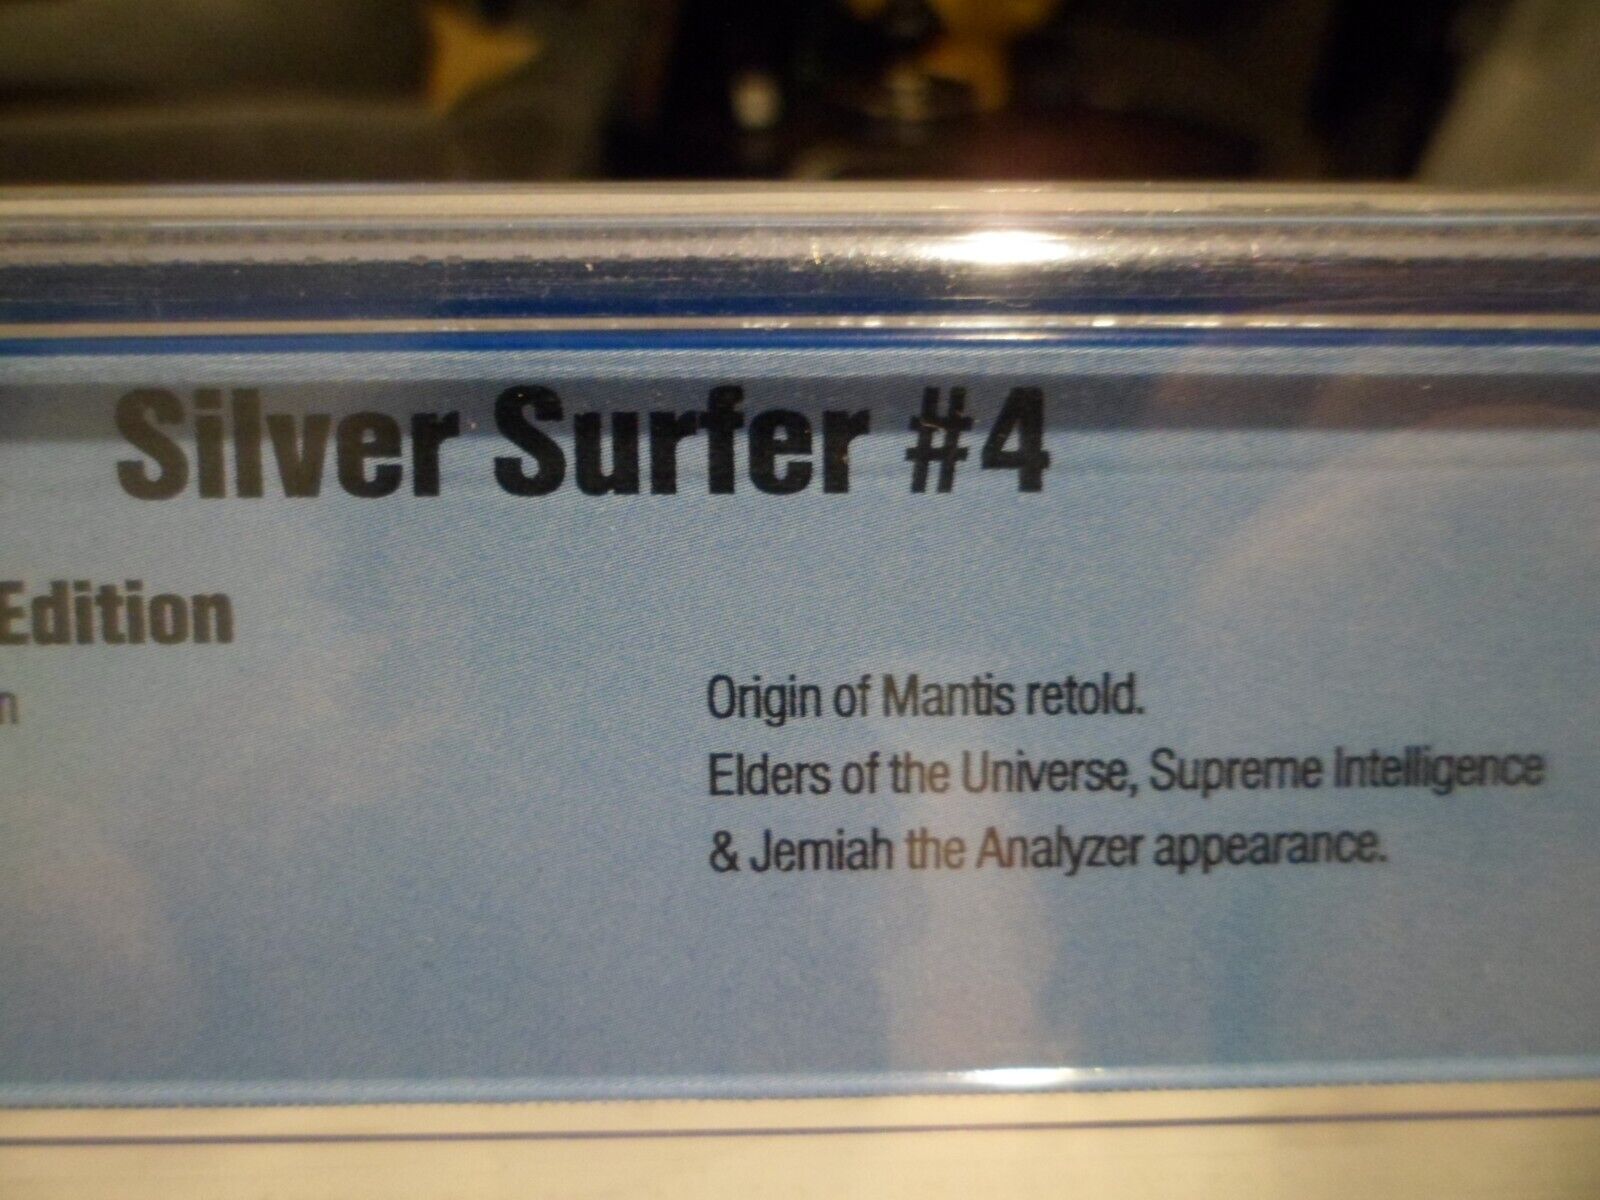 Silver Surfer #4
Edition
n
Origin of Mantis retold.
Elders of the Universe, Supreme Intelligence
& Jemiah the Analyzer appearance.